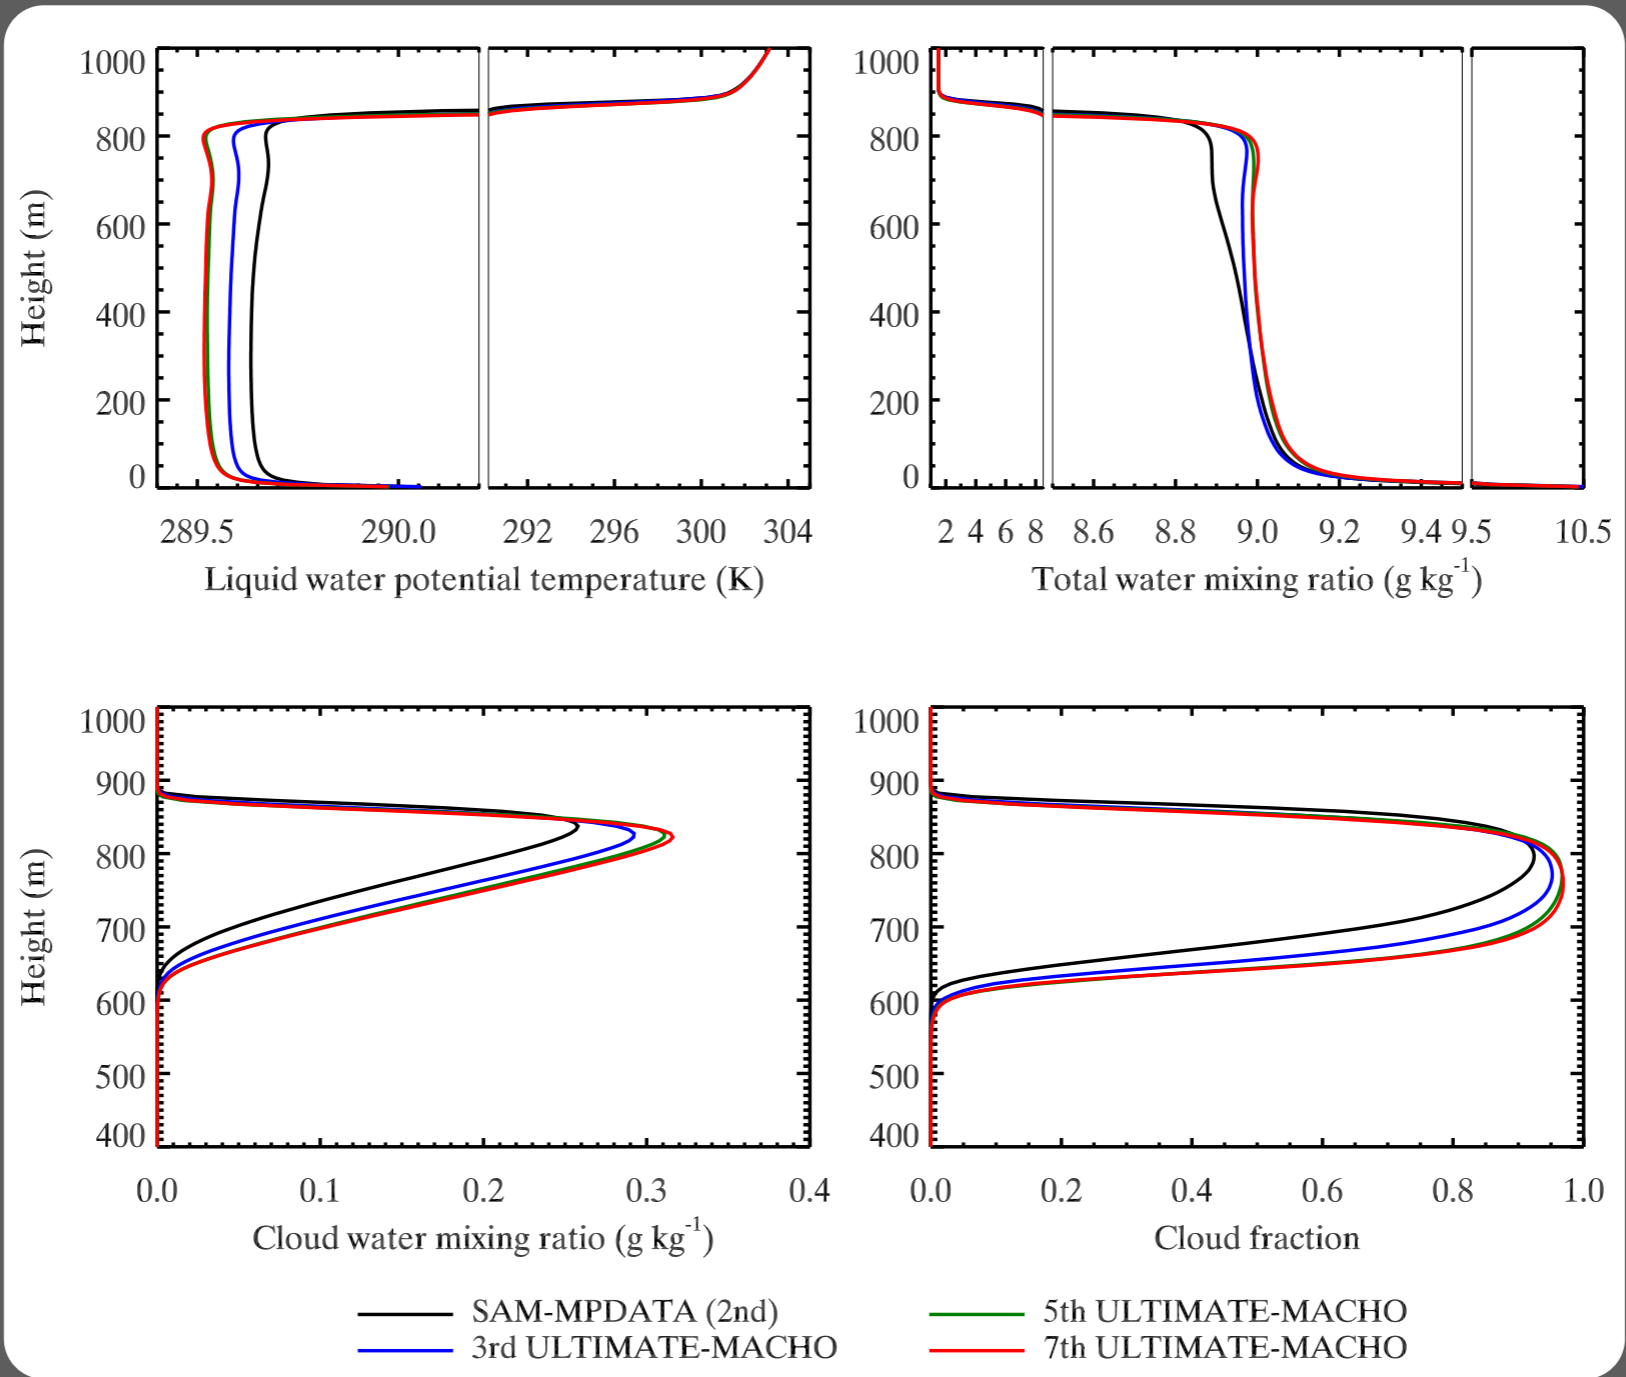 1000 1000
800 800
600 600
400 400
200 200
0 0
Height (m)
289.5 290.0 292 296 300 304
Liquid water potential temperature (K)
2 4 6 8 8.6 8.8 9.0 9.2 9.4 9.5 10.5
Total water mixing ratio (g kg⁻¹)
1000 1000
900 900
800 800
700 700
600 600
500 500
400 400
Height (m)
0.0 0.1 0.2 0.3 0.4
Cloud water mixing ratio (g kg⁻¹)
0.0 0.2 0.4 0.6 0.8 1.0
Cloud fraction
SAM-MPDATA (2nd)
3rd ULTIMATE-MACHO
5th ULTIMATE-MACHO
7th ULTIMATE-MACHO